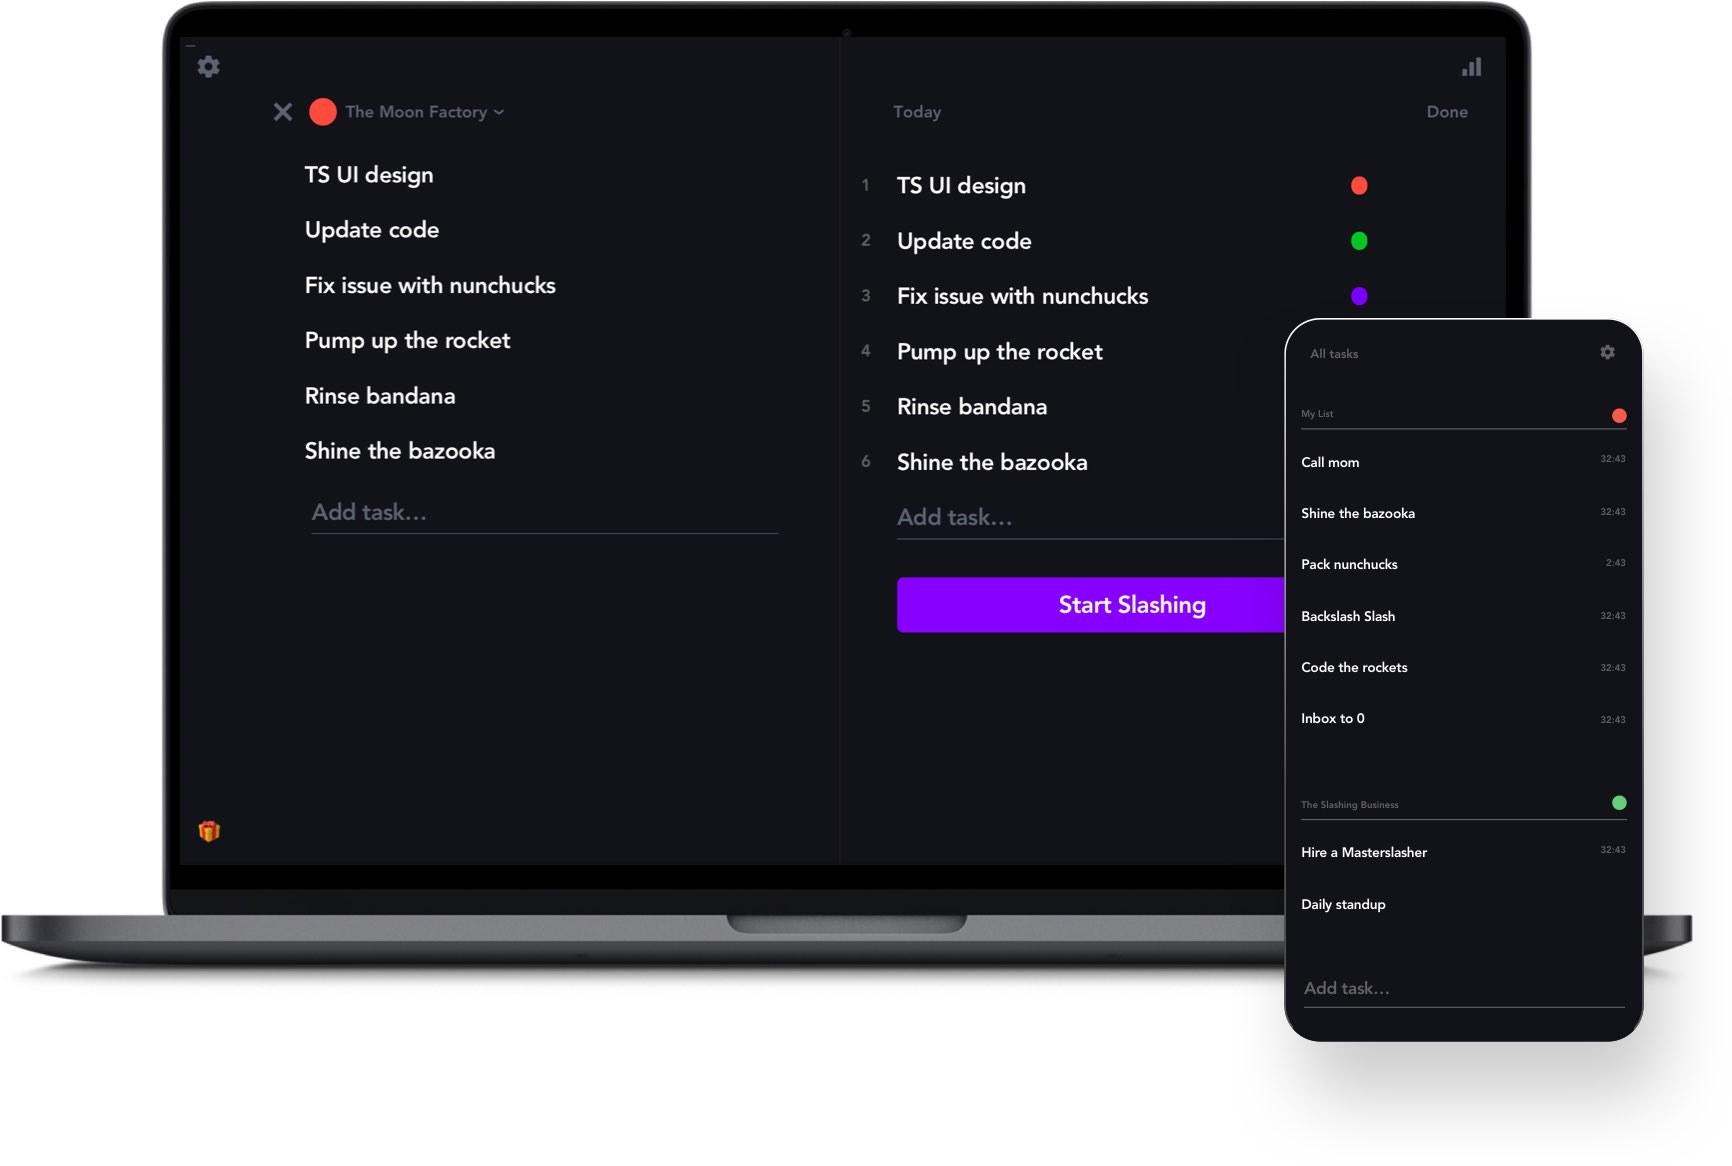 The Moon Factory
TS UI design
Update code
Fix issue with nunchucks
Pump up the rocket
Rinse bandana
Shine the bazooka
Add task...
Today
Done
1 TS UI design
2 Update code
3 Fix issue with nunchucks
4 Pump up the rocket
5 Rinse bandana
6 Shine the bazooka
Add task...
Start Slashing
All tasks
My List
Call mom 32:43
Shine the bazooka 32:43
Pack nunchucks 2:43
Backslash Slash 32:43
Code the rockets 32:43
Inbox to 0 32:43
The Slashing Business
Hire a Masterslasher 32:43
Daily standup
Add task...